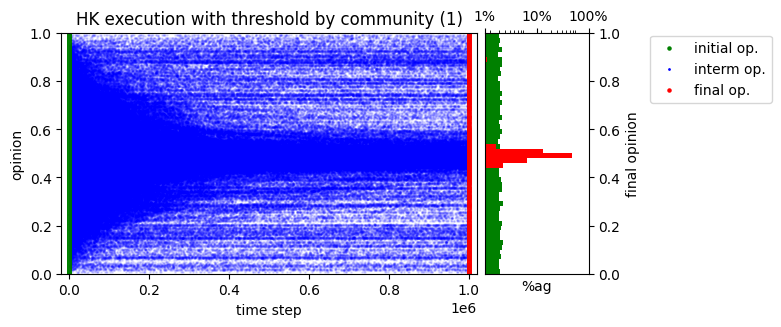 HK execution with threshold by community (1)
1% 10% 100%
initial op.
interm op.
final op.
opinion
1.0
0.8
0.6
0.4
0.2
0.0
1.0
0.8
0.6
0.4
0.2
0.0
final opinion
0.0 0.2 0.4 0.6 0.8 1.0
1e6
time step
%ag